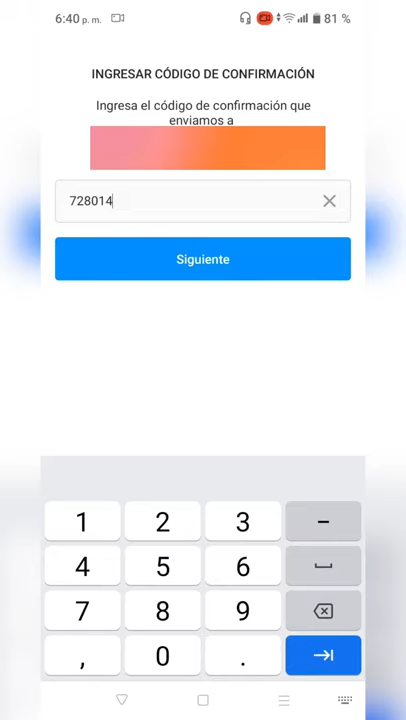 6:40 p. m. 81 %
INGRESAR CÓDIGO DE CONFIRMACIÓN
Ingresa el código de confirmación que
enviamos a
728014
Siguiente
1 2 3 −
4 5 6
7 8 9
, 0 .